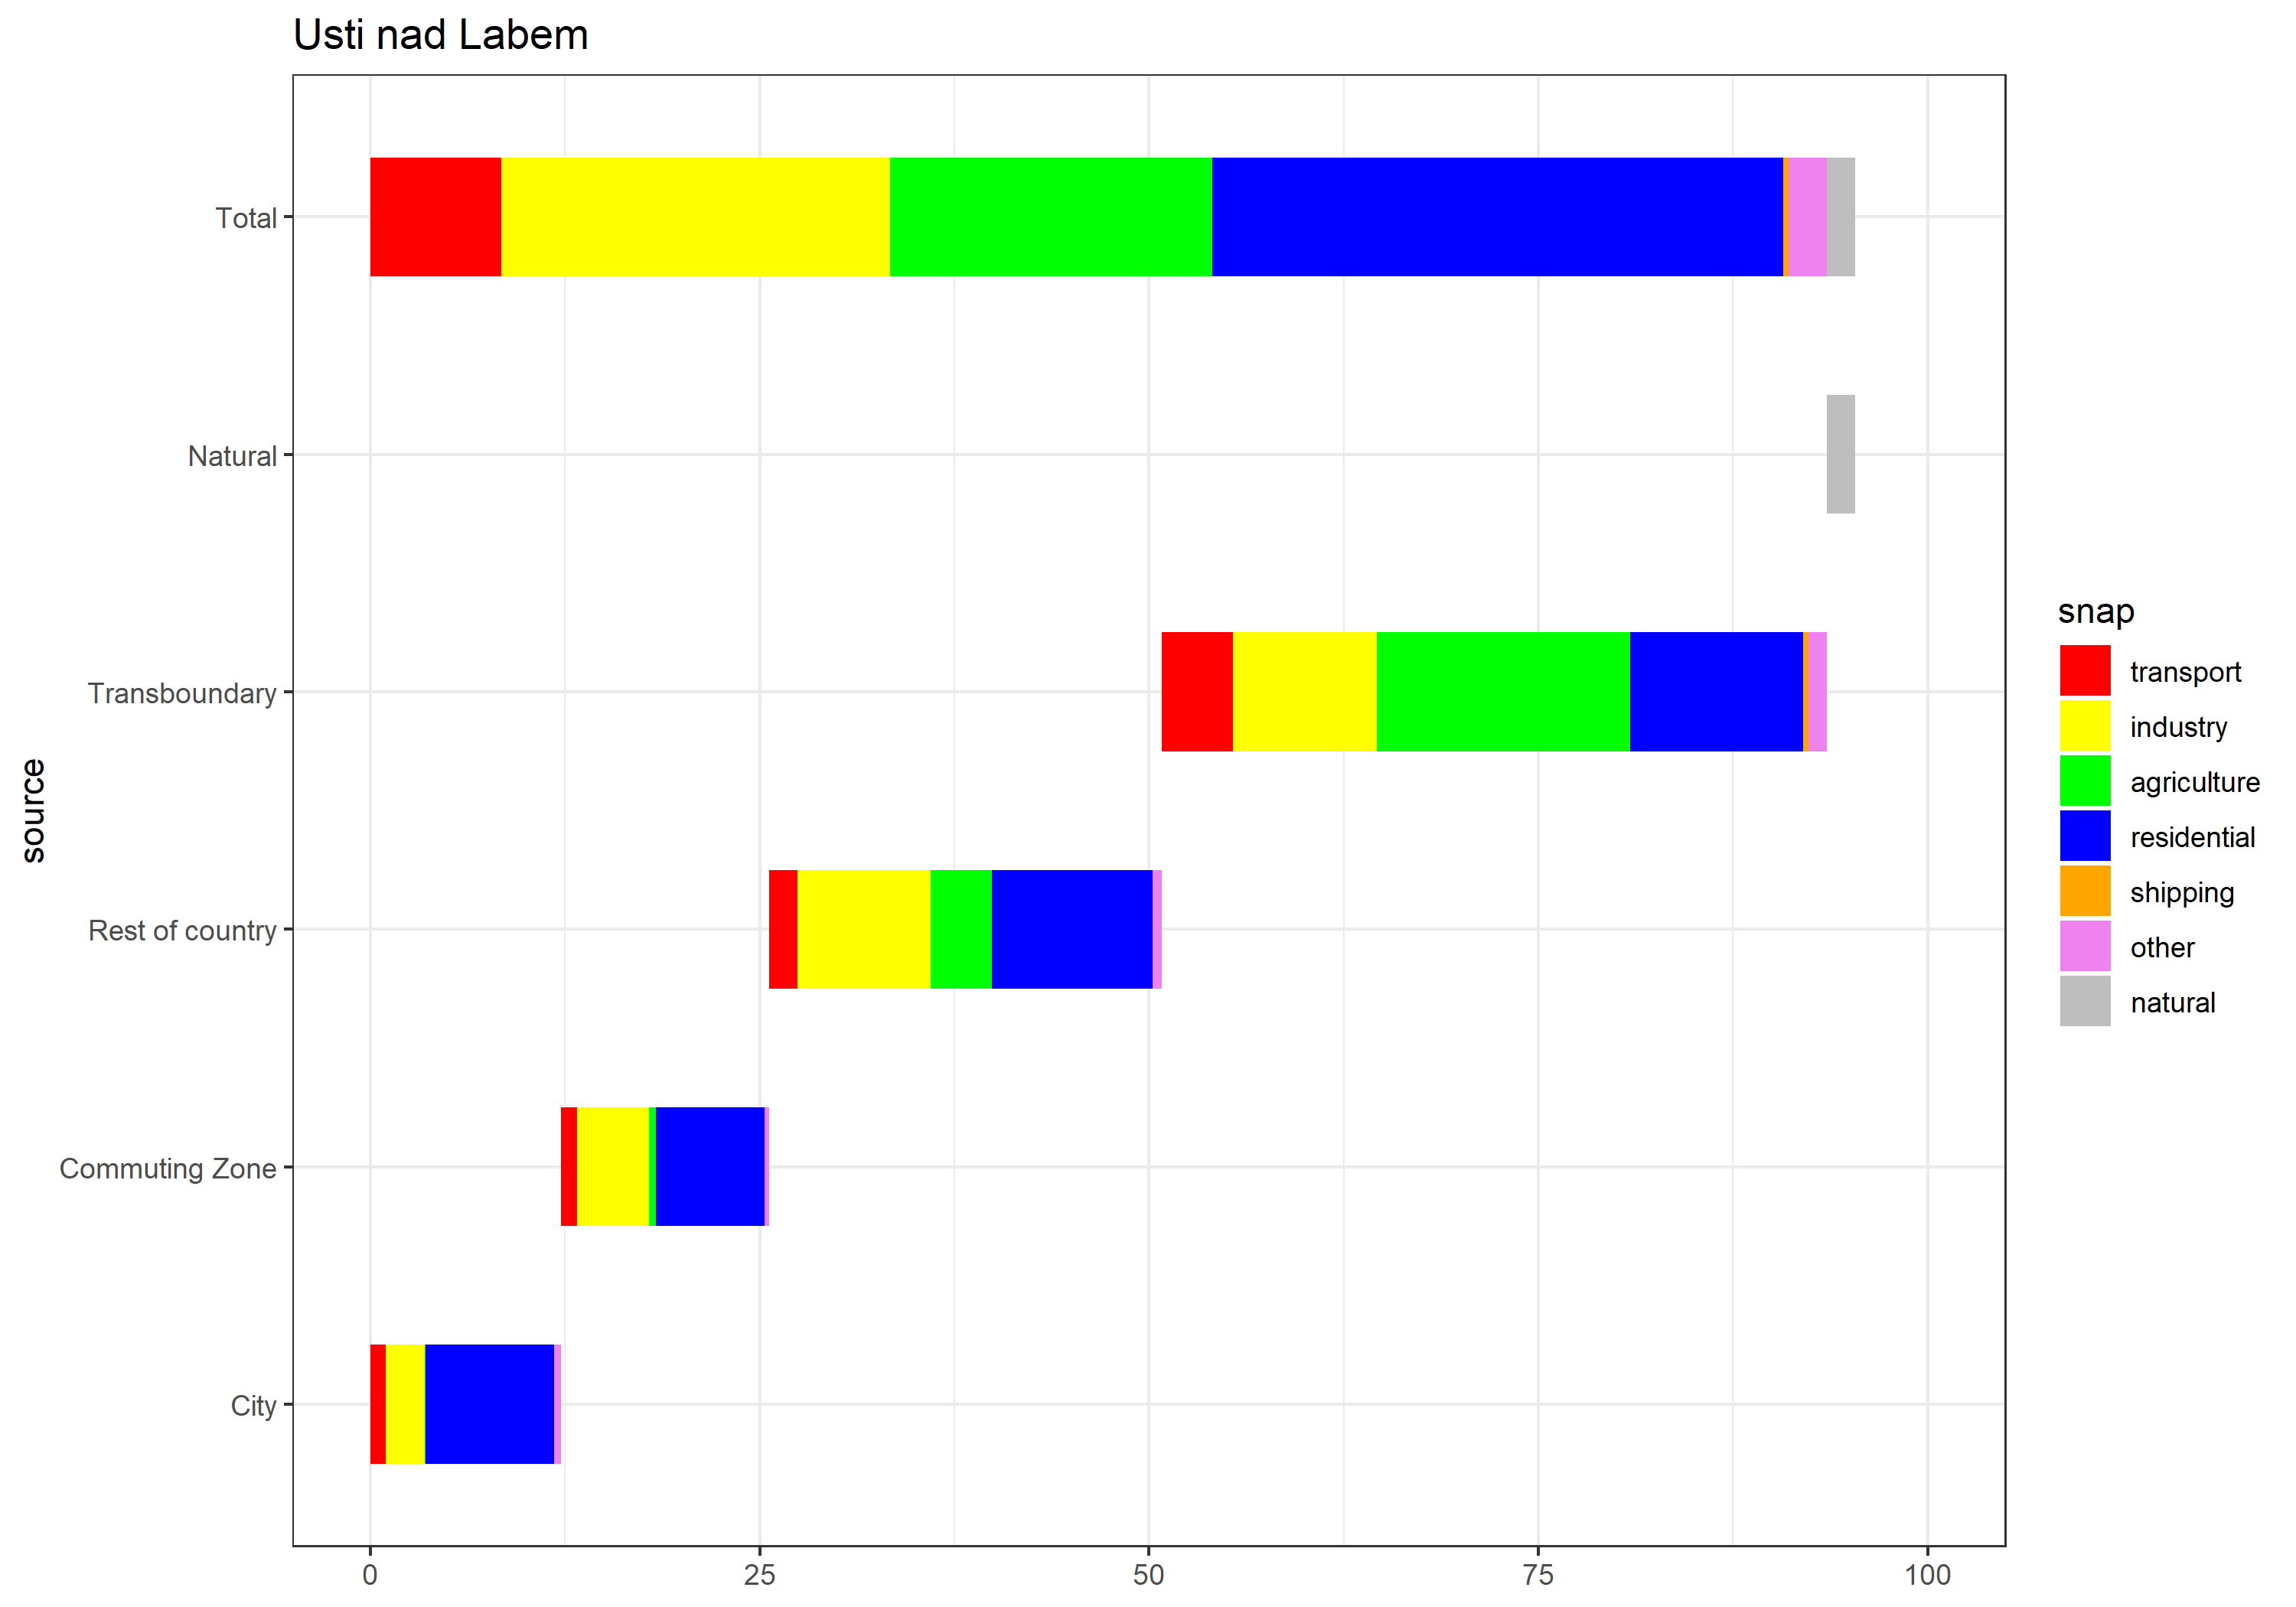 Usti nad Labem
source
Total
Natural
Transboundary
Rest of country
Commuting Zone
City
0 25 50 75 100
snap
transport
industry
agriculture
residential
shipping
other
natural